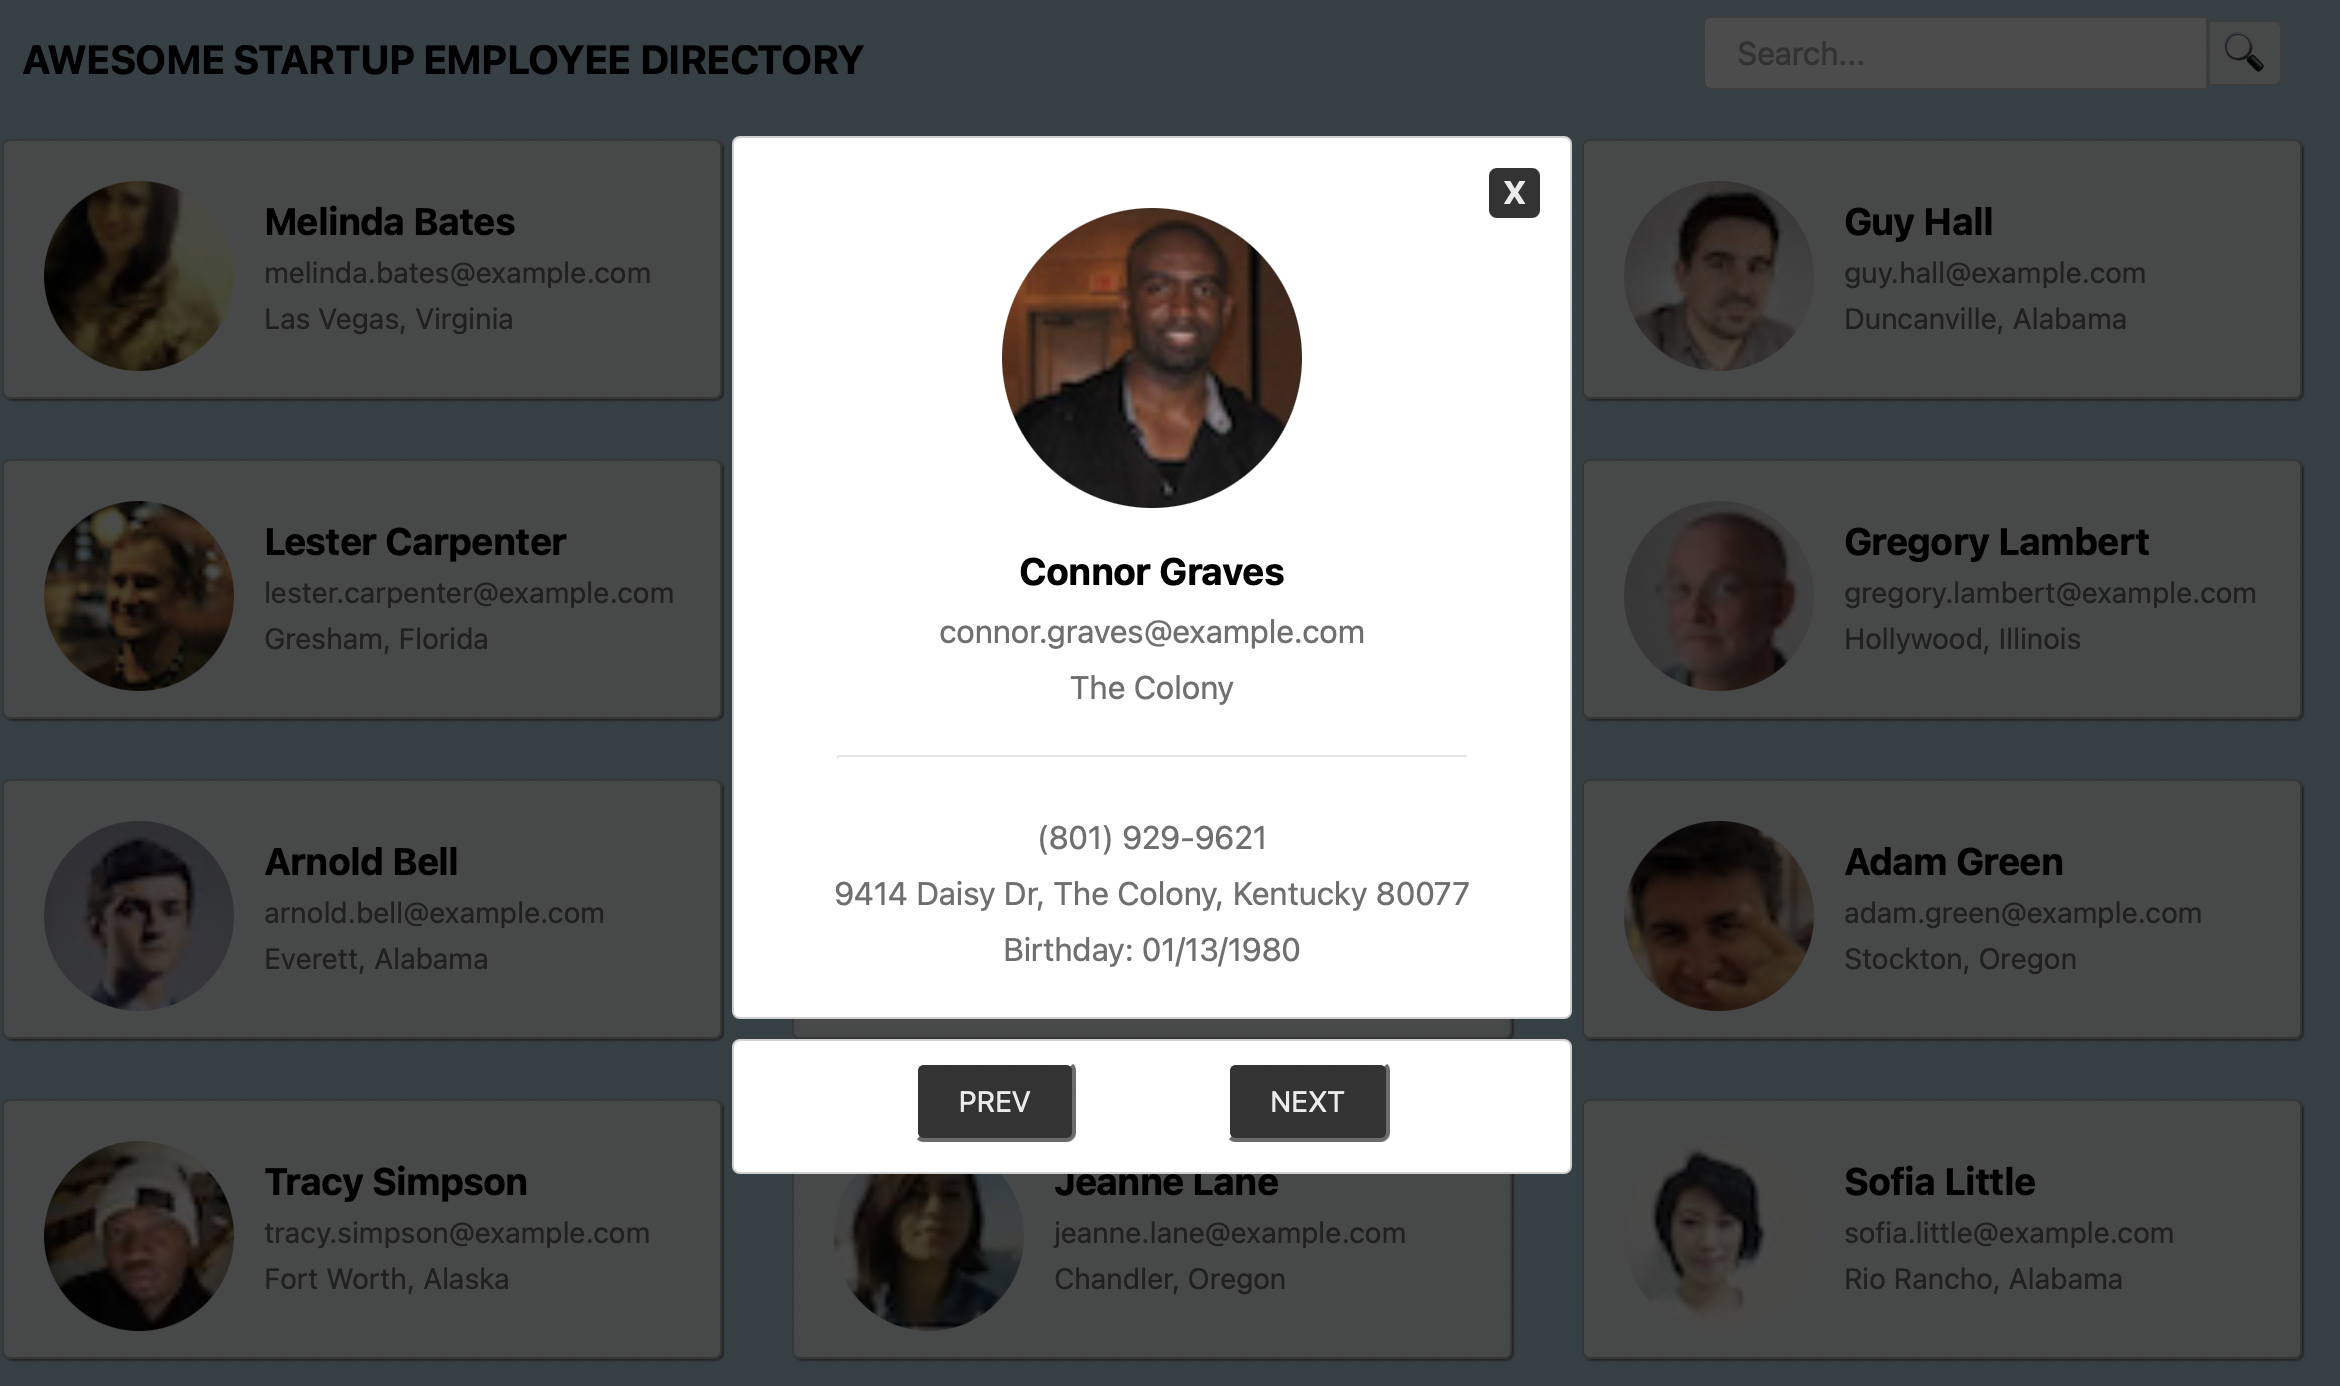 AWESOME STARTUP EMPLOYEE DIRECTORY
Search...
Melinda Bates
melinda.bates@example.com
Las Vegas, Virginia
X
Connor Graves
connor.graves@example.com
The Colony
(801) 929-9621
9414 Daisy Dr, The Colony, Kentucky 80077
Birthday: 01/13/1980
PREV
NEXT
Guy Hall
guy.hall@example.com
Duncanville, Alabama
Lester Carpenter
lester.carpenter@example.com
Gresham, Florida
Gregory Lambert
gregory.lambert@example.com
Hollywood, Illinois
Arnold Bell
arnold.bell@example.com
Everett, Alabama
Adam Green
adam.green@example.com
Stockton, Oregon
Tracy Simpson
tracy.simpson@example.com
Fort Worth, Alaska
Jeanne Lane
jeanne.lane@example.com
Chandler, Oregon
Sofia Little
sofia.little@example.com
Rio Rancho, Alabama